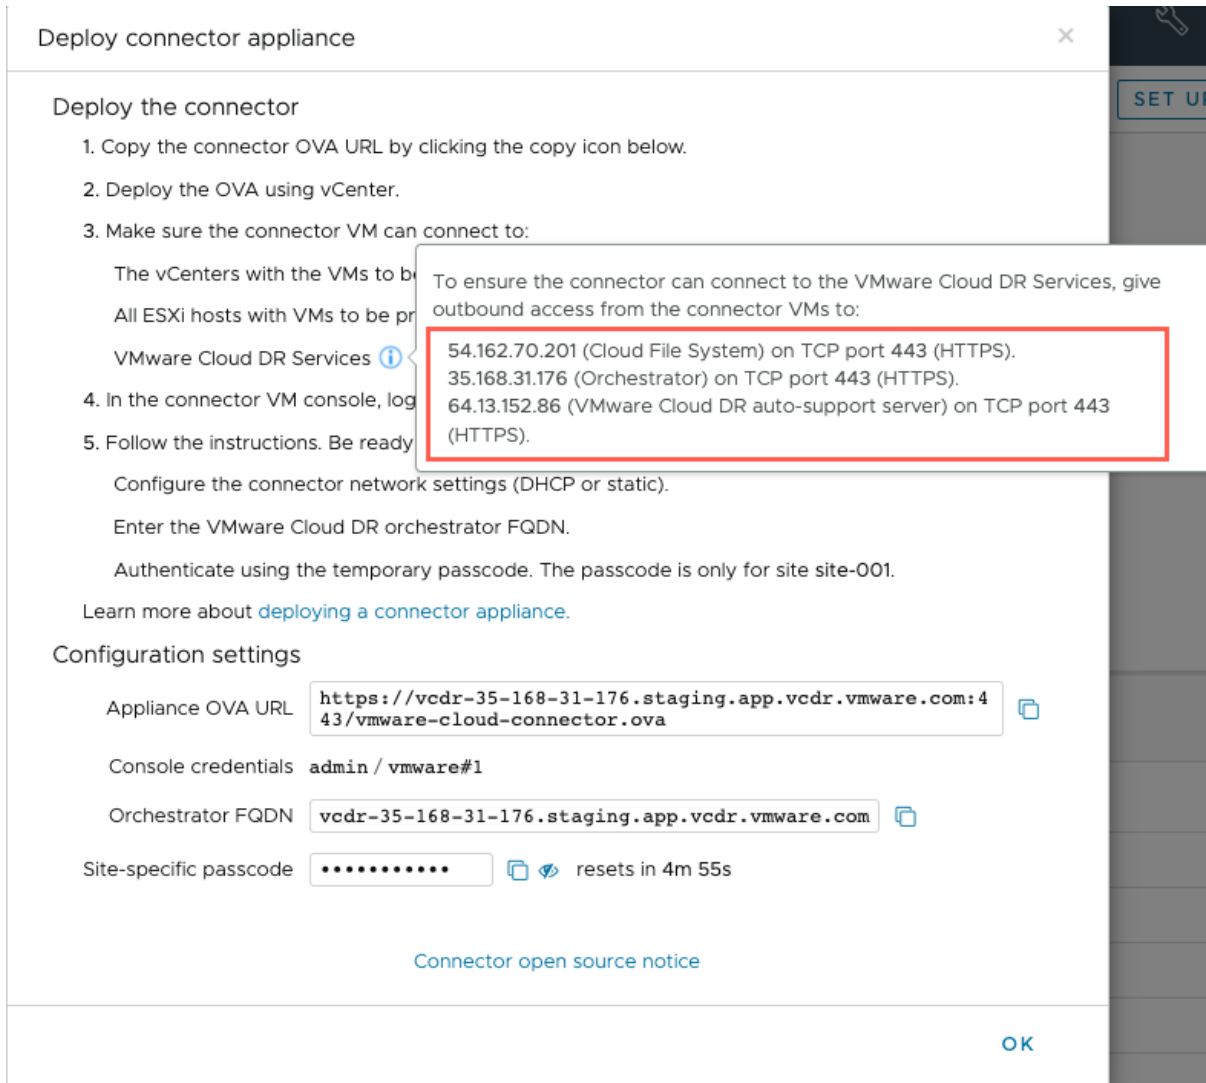 Deploy connector appliance
SET UP
Deploy the connector
1. Copy the connector OVA URL by clicking the copy icon below.
2. Deploy the OVA using vCenter.
3. Make sure the connector VM can connect to:
The vCenters with the VMs to be
All ESXi hosts with VMs to be pr
VMware Cloud DR Services
To ensure the connector can connect to the VMware Cloud DR Services, give
outbound access from the connector VMs to:
54.162.70.201 (Cloud File System) on TCP port 443 (HTTPS).
35.168.31.176 (Orchestrator) on TCP port 443 (HTTPS).
64.13.152.86 (VMware Cloud DR auto-support server) on TCP port 443
(HTTPS).
4. In the connector VM console, log
5. Follow the instructions. Be ready
Configure the connector network settings (DHCP or static).
Enter the VMware Cloud DR orchestrator FQDN.
Authenticate using the temporary passcode. The passcode is only for site site-001.
Learn more about deploying a connector appliance.
Configuration settings
Appliance OVA URL
https://vcdr-35-168-31-176.staging.app.vcdr.vmware.com:4
43/vmware-cloud-connector.ova
Console credentials admin / vmware#1
Orchestrator FQDN vcdr-35-168-31-176.staging.app.vcdr.vmware.com
Site-specific passcode ••••••••••• resets in 4m 55s
Connector open source notice
OK